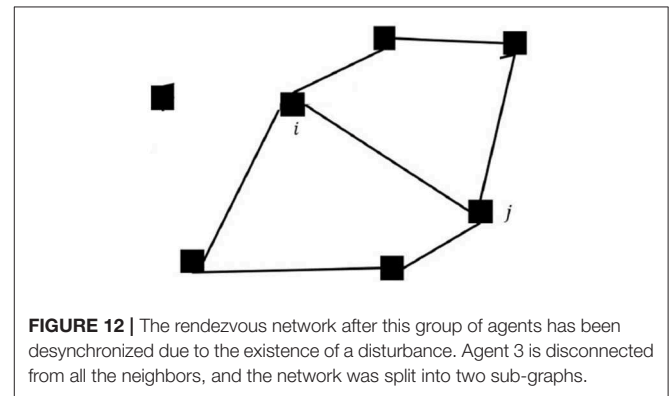 i
j
FIGURE 12 | The rendezvous network after this group of agents has been
desynchronized due to the existence of a disturbance. Agent 3 is disconnected
from all the neighbors, and the network was split into two sub-graphs.